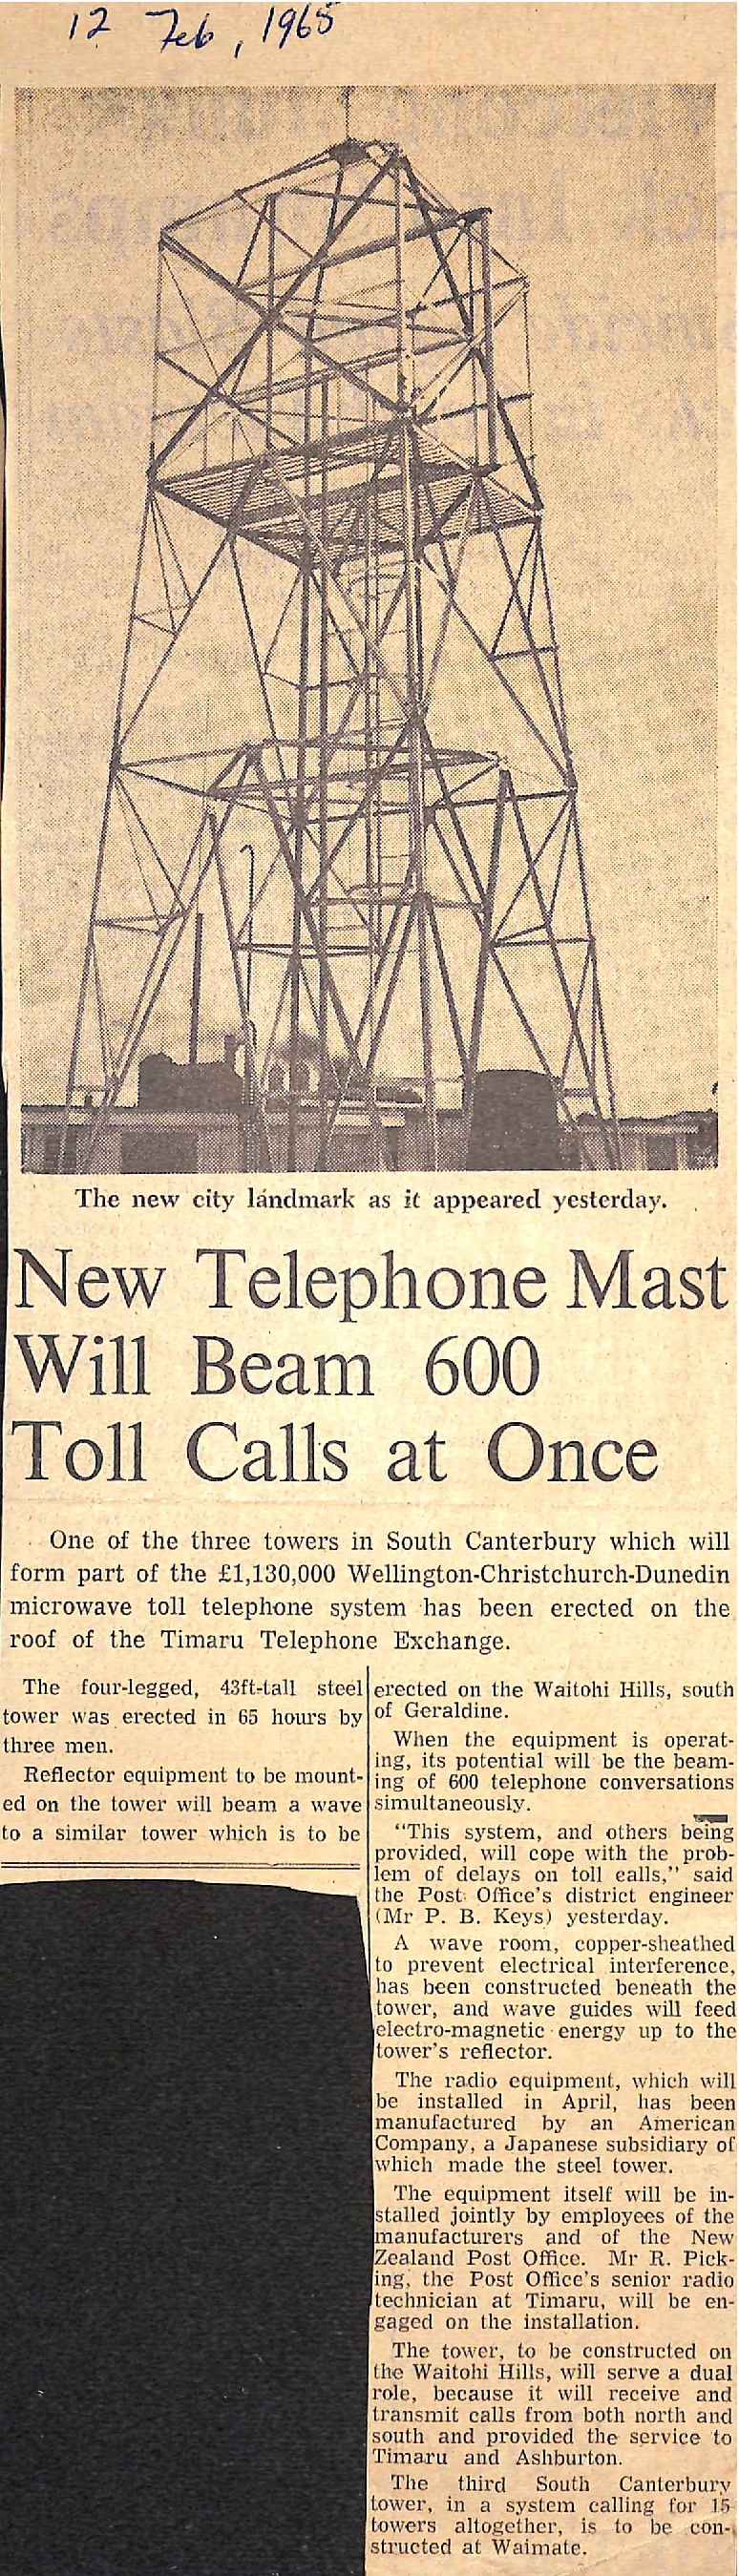 12 Feb, 1965
The new city landmark as it appeared yesterday.
New Telephone Mast
Will Beam 600
Toll Calls at Once
One of the three towers in South Canterbury which will
form part of the £1,130,000 Wellington-Christchurch-Dunedin
microwave toll telephone system has been erected on the
roof of the Timaru Telephone Exchange.
The four-legged, 43ft-tall steel
tower was erected in 65 hours by
three men.
Reflector equipment to be mount-
ed on the tower will beam a wave
to a similar tower which is to be
erected on the Waitohi Hills, south
of Geraldine.
When the equipment is operat-
ing, its potential will be the beam-
ing of 600 telephone conversations
simultaneously.
"This system, and others being
provided, will cope with the prob-
lem of delays on toll calls," said
the Post Office's district engineer
(Mr P. B. Keys) yesterday.
A wave room, copper-sheathed
to prevent electrical interference,
has been constructed beneath the
tower, and wave guides will feed
electro-magnetic energy up to the
tower's reflector.
The radio equipment, which will
be installed in April, has been
manufactured by an American
Company, a Japanese subsidiary of
which made the steel tower.
The equipment itself will be in-
stalled jointly by employees of the
manufacturers and of the New
Zealand Post Office. Mr R. Pick-
ing, the Post Office's senior radio
technician at Timaru, will be en-
gaged on the installation.
The tower, to be constructed on
the Waitohi Hills, will serve a dual
role, because it will receive and
transmit calls from both north and
south and provided the service to
Timaru and Ashburton.
The third South Canterbury
tower, in a system calling for 15
towers altogether, is to be con-
structed at Waimate.